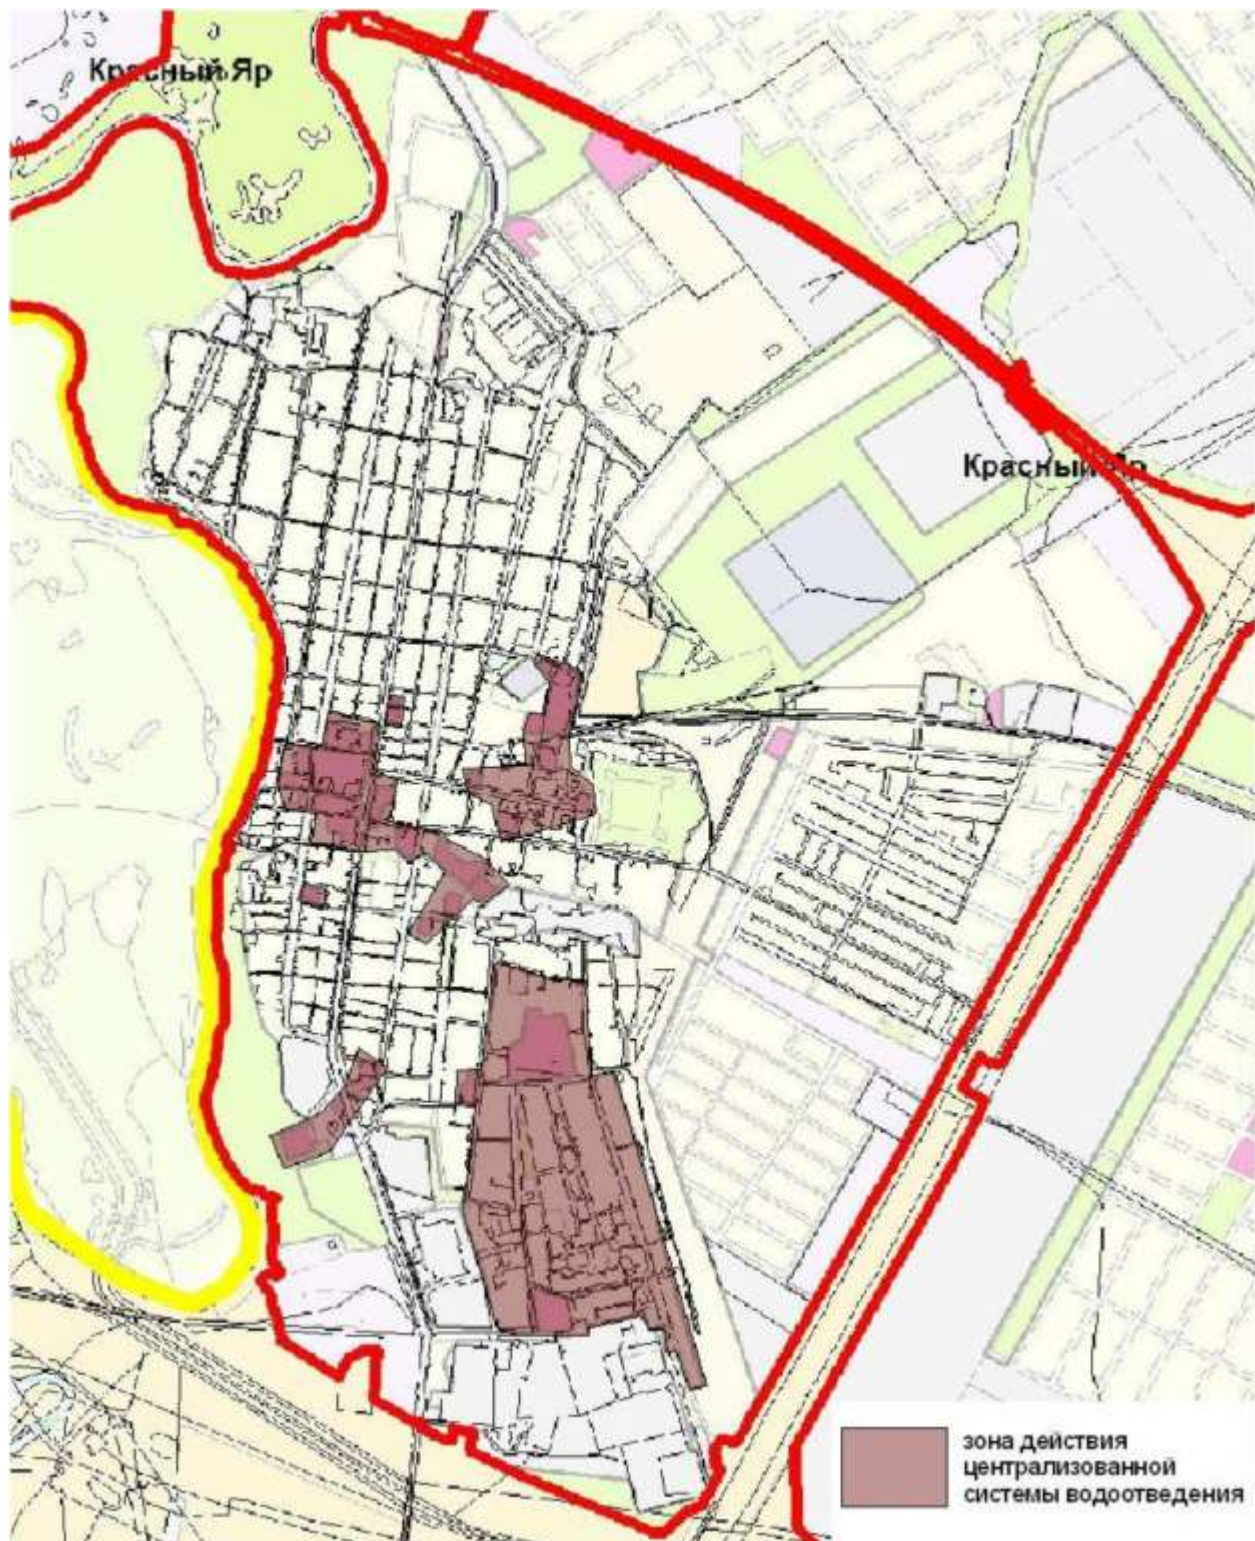 Красный Яр
Красный Яр
зона действия
централизованной
системы водоотведения